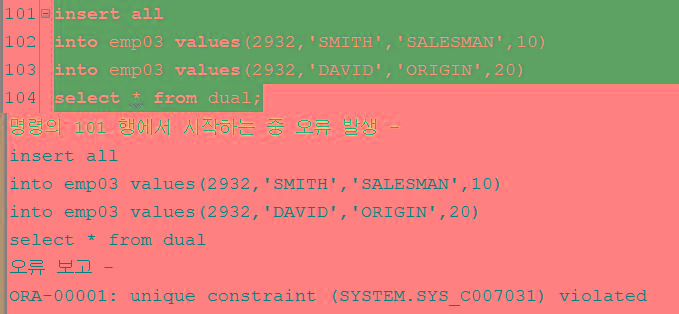 101 insert all
102 into emp03 values(2932,'SMITH','SALESMAN',10)
103 into emp03 values(2932,'DAVID','ORIGIN',20)
104 select * from dual;
명령의 101 행에서 시작하는 중 오류 발생 -
insert all
into emp03 values(2932,'SMITH','SALESMAN',10)
into emp03 values(2932,'DAVID','ORIGIN',20)
select * from dual
오류 보고 -
ORA-00001: unique constraint (SYSTEM.SYS_C007031) violated